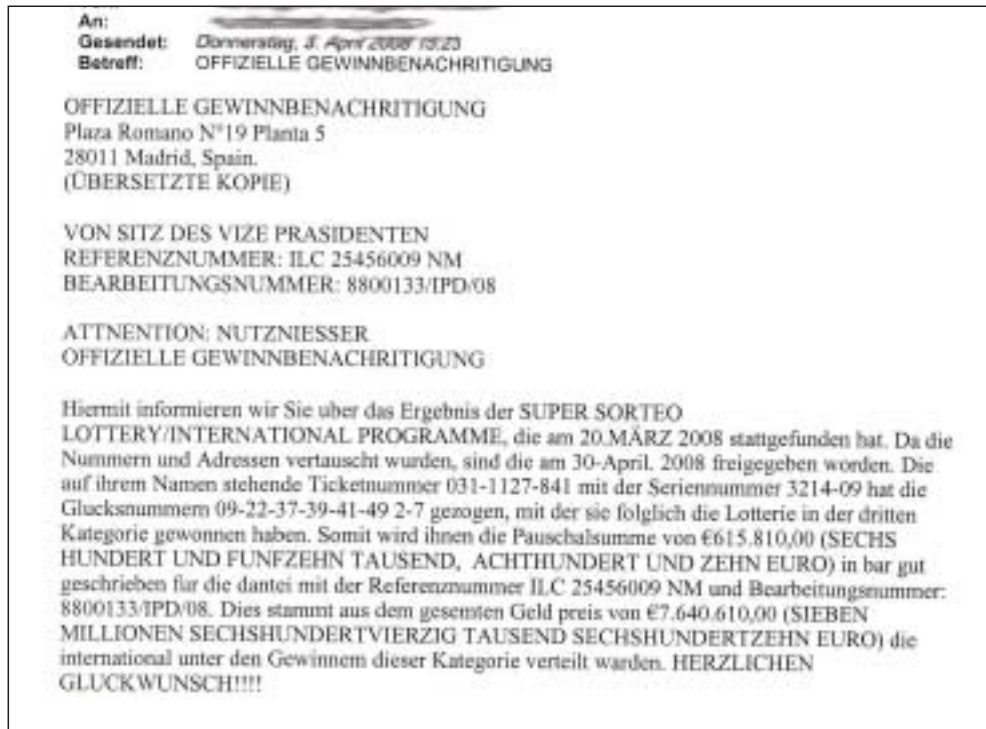 An:
Gesendet: Donnerstag, 3. April 2008 15:23
Betreff: OFFIZIELLE GEWINNBENACHRITIGUNG
OFFIZIELLE GEWINNBENACHRITIGUNG
Plaza Romano N°19 Planta 5
28011 Madrid, Spain.
(ÜBERSETZTE KOPIE)
VON SITZ DES VIZE PRASIDENTEN
REFERENZNUMMER: ILC 25456009 NM
BEARBEITUNGSNUMMER: 8800133/IPD/08
ATTNENTION: NUTZNIESSER
OFFIZIELLE GEWINNBENACHRITIGUNG
Hiermit informieren wir Sie uber das Ergebnis der SUPER SORTEO
LOTTERY/INTERNATIONAL PROGRAMME, die am 20.MÄRZ 2008 stattgefunden hat. Da die
Nummern und Adressen vertauscht wurden, sind die am 30-April. 2008 freigegeben worden. Die
auf ihrem Namen stehende Ticketnummer 031-1127-841 mit der Seriennummer 3214-09 hat die
Glucksnummern 09-22-37-39-41-49 2-7 gezogen, mit der sie folglich die Lotterie in der dritten
Kategorie gewonnen haben. Somit wird ihnen die Pauschalsumme von €615.810,00 (SECHS
HUNDERT UND FUNFZEHN TAUSEND, ACHTHUNDERT UND ZEHN EURO) in bar gut
geschrieben fur die dantei mit der Referenznummer ILC 25456009 NM und Bearbeitungsnummer:
8800133/IPD/08. Dies stammt aus dem gesemten Geld preis von €7.640.610,00 (SIEBEN
MILLIONEN SECHSHUNDERTVIERZIG TAUSEND SECHSHUNDERTZEHN EURO) die
international unter den Gewinnem dieser Kategorie verteilt warden. HERZLICHEN
GLUCKWUNSCH!!!!